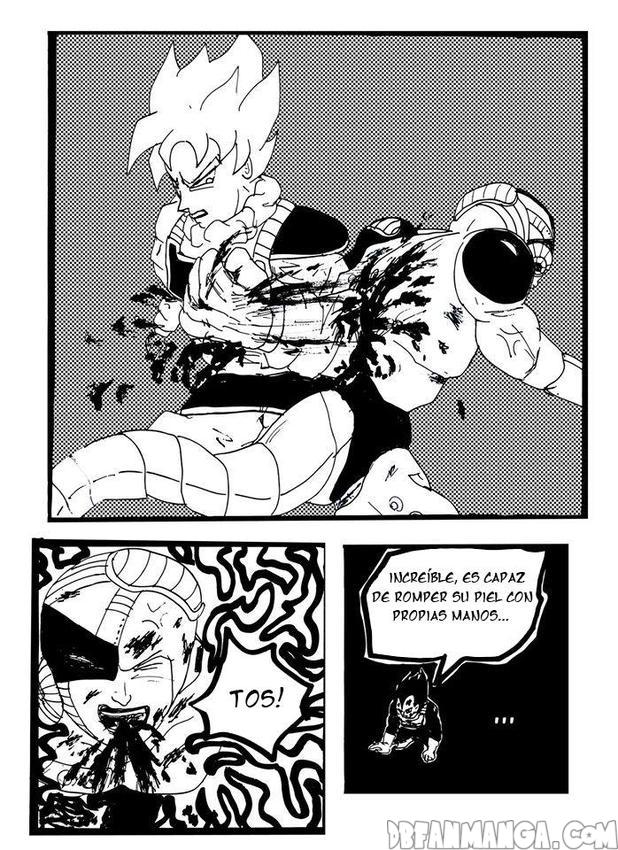 TOS!
INCREÍBLE, ES CAPAZ
DE ROMPER SU PIEL CON
PROPIAS MANOS...
...
DBFANMANGA.COM